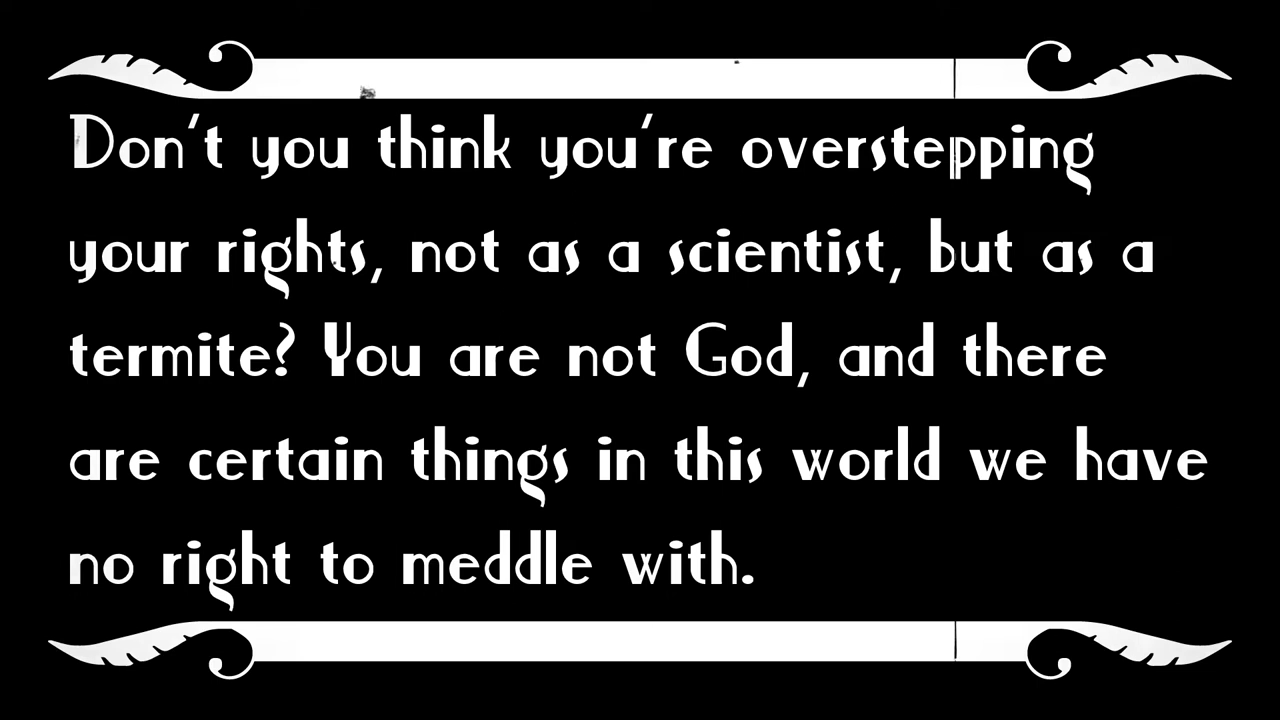 Don't you think you're overstepping
your rights, not as a scientist, but as a
termite? You are not God, and there
are certain things in this world we have
no right to meddle with.